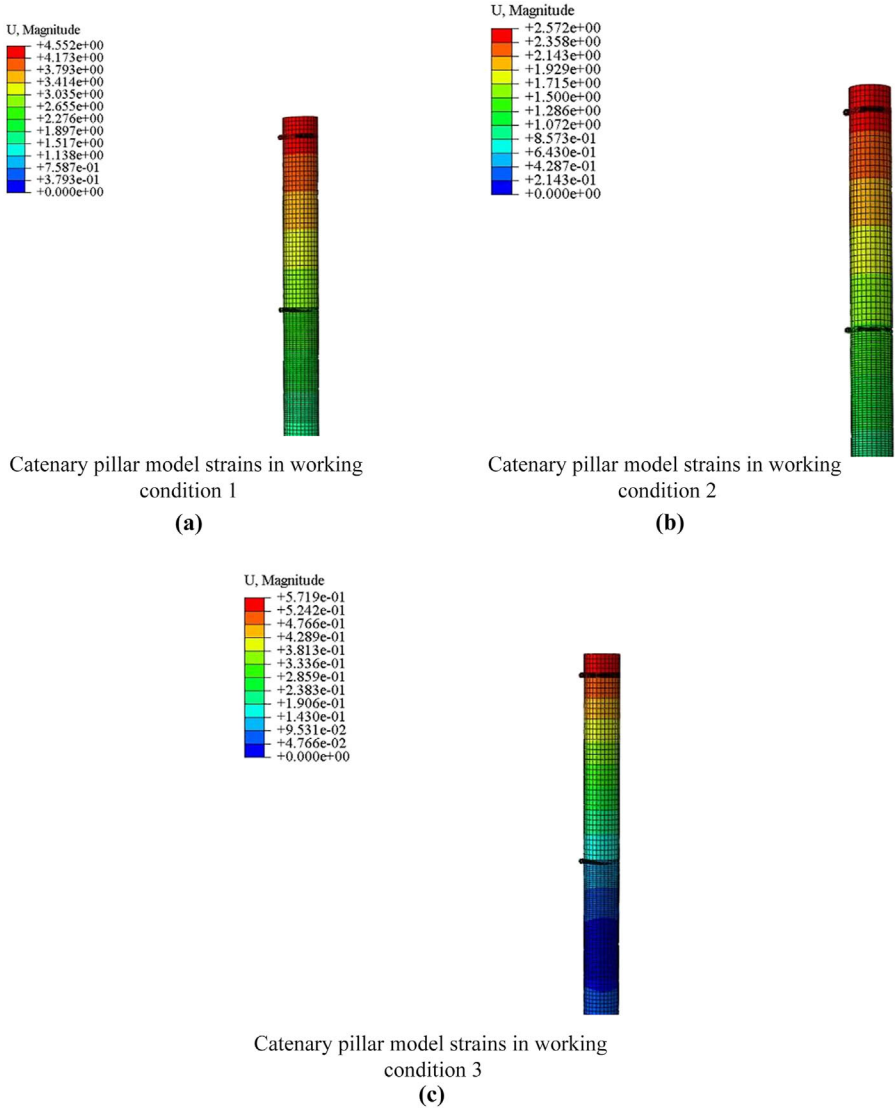 U, Magnitude
+4.552e+00
+4.173e+00
+3.793e+00
+3.414e+00
+3.035e+00
+2.655e+00
+2.276e+00
+1.897e+00
+1.517e+00
+1.138e+00
+7.587e-01
+3.793e-01
+0.000e+00
Catenary pillar model strains in working
condition 1
(a)
U, Magnitude
+2.572e+00
+2.358e+00
+2.143e+00
+1.929e+00
+1.715e+00
+1.500e+00
+1.286e+00
+1.072e+00
+8.573e-01
+6.430e-01
+4.287e-01
+2.143e-01
+0.000e+00
Catenary pillar model strains in working
condition 2
(b)
U, Magnitude
+5.719e-01
+5.242e-01
+4.766e-01
+4.289e-01
+3.813e-01
+3.336e-01
+2.859e-01
+2.383e-01
+1.906e-01
+1.430e-01
+9.531e-02
+4.766e-02
+0.000e+00
Catenary pillar model strains in working
condition 3
(c)